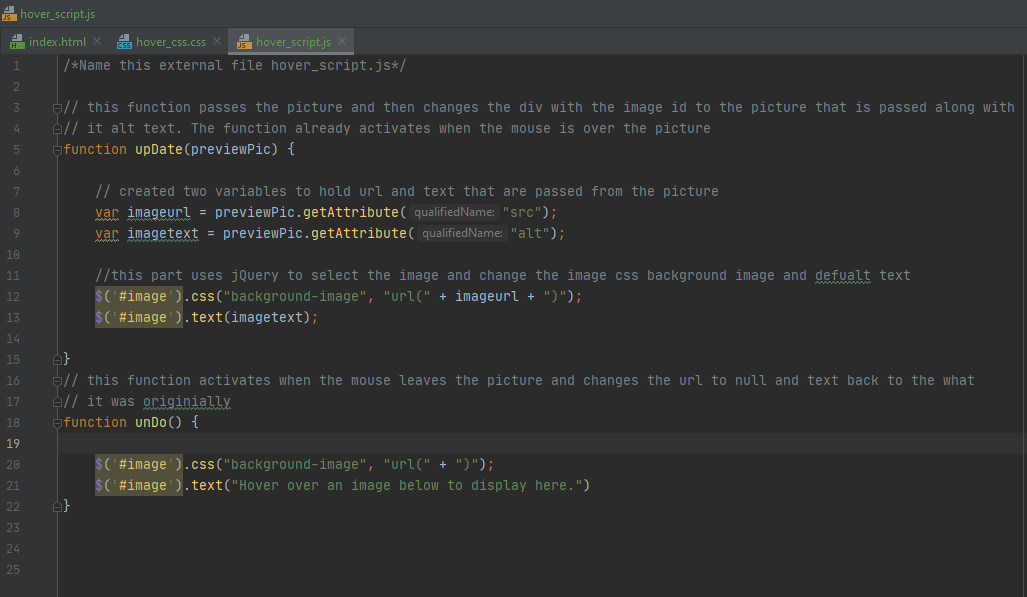 hover_script.js
index.html
hover_css.css
hover_script.js
1 /*Name this external file hover_script.js*/
2
3 // this function passes the picture and then changes the div with the image id to the picture that is passed along with
4 // it alt text. The function already activates when the mouse is over the picture
5 function upDate(previewPic) {
6
7 // created two variables to hold url and text that are passed from the picture
8 var imageurl = previewPic.getAttribute( qualifiedName: "src");
9 var imagetext = previewPic.getAttribute( qualifiedName: "alt");
10
11 //this part uses jQuery to select the image and change the image css background image and defualt text
12 $('#image').css("background-image", "url(" + imageurl + ")");
13 $('#image').text(imagetext);
14
15 }
16 // this function activates when the mouse leaves the picture and changes the url to null and text back to the what
17 // it was originially
18 function unDo() {
19
20 $('#image').css("background-image", "url(" + ")");
21 $('#image').text("Hover over an image below to display here.")
22 }
23
24
25